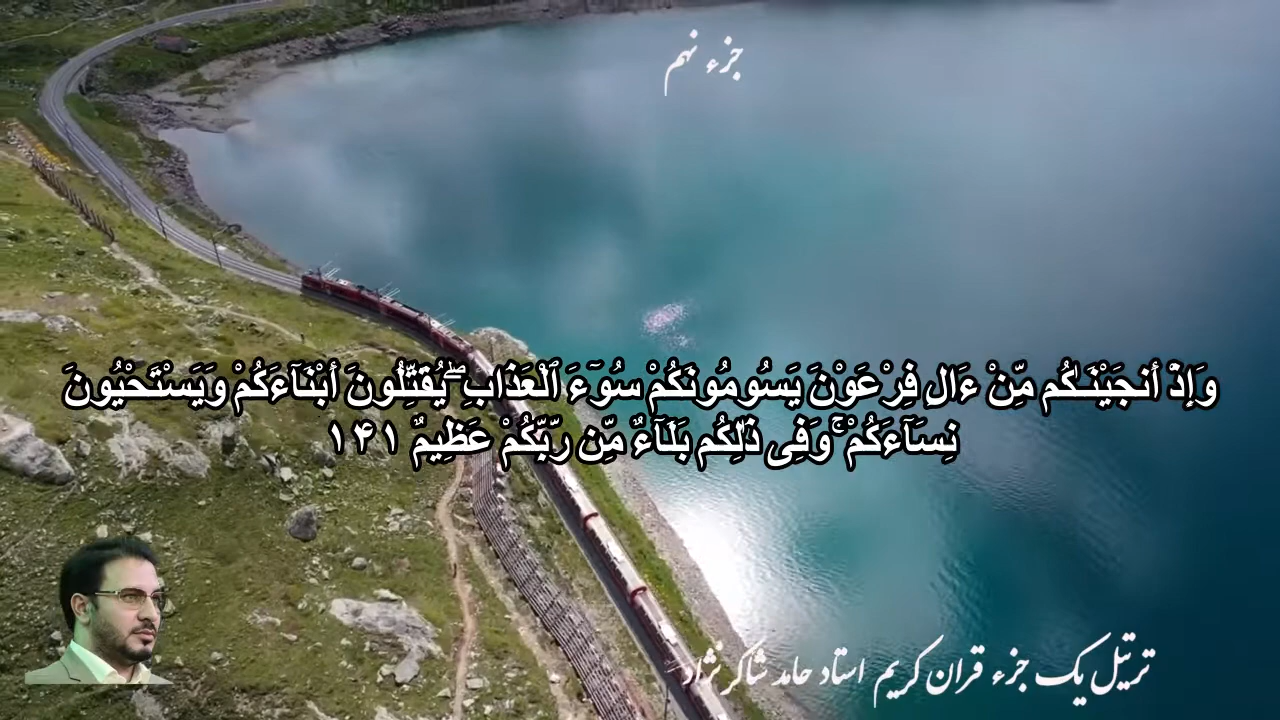 جزء نهم
وَإِذْ أَنجَيْنَـٰكُم مِّنْ ءَالِ فِرْعَوْنَ يَسُومُونَكُمْ سُوٓءَ ٱلْعَذَابِ ۖ يُقَتِّلُونَ أَبْنَآءَكُمْ وَيَسْتَحْيُونَ
نِسَآءَكُمْ ۚ وَفِى ذَٰلِكُم بَلَآءٌ مِّن رَّبِّكُمْ عَظِيمٌ ۱۴۱
ترتیل یک جزء قران کریم استاد حامد شاکرنژاد